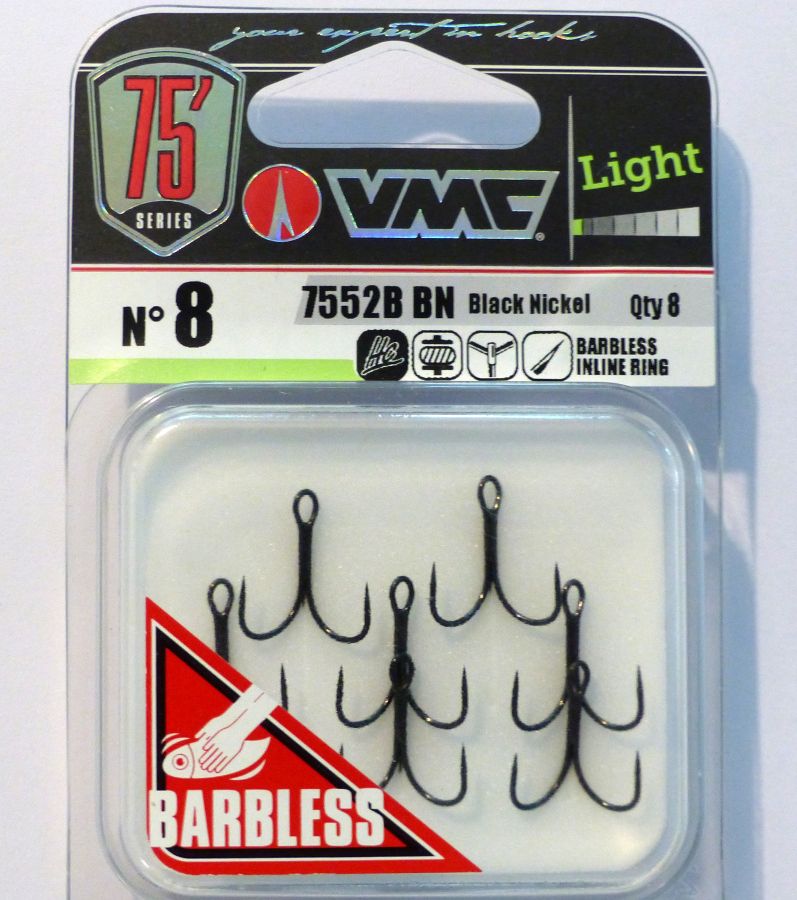 your expert in hooks
75'
SERIES
VMC®
Light
N° 8
7552B BN Black Nickel Qty 8
BARBLESS
INLINE RING
BARBLESS